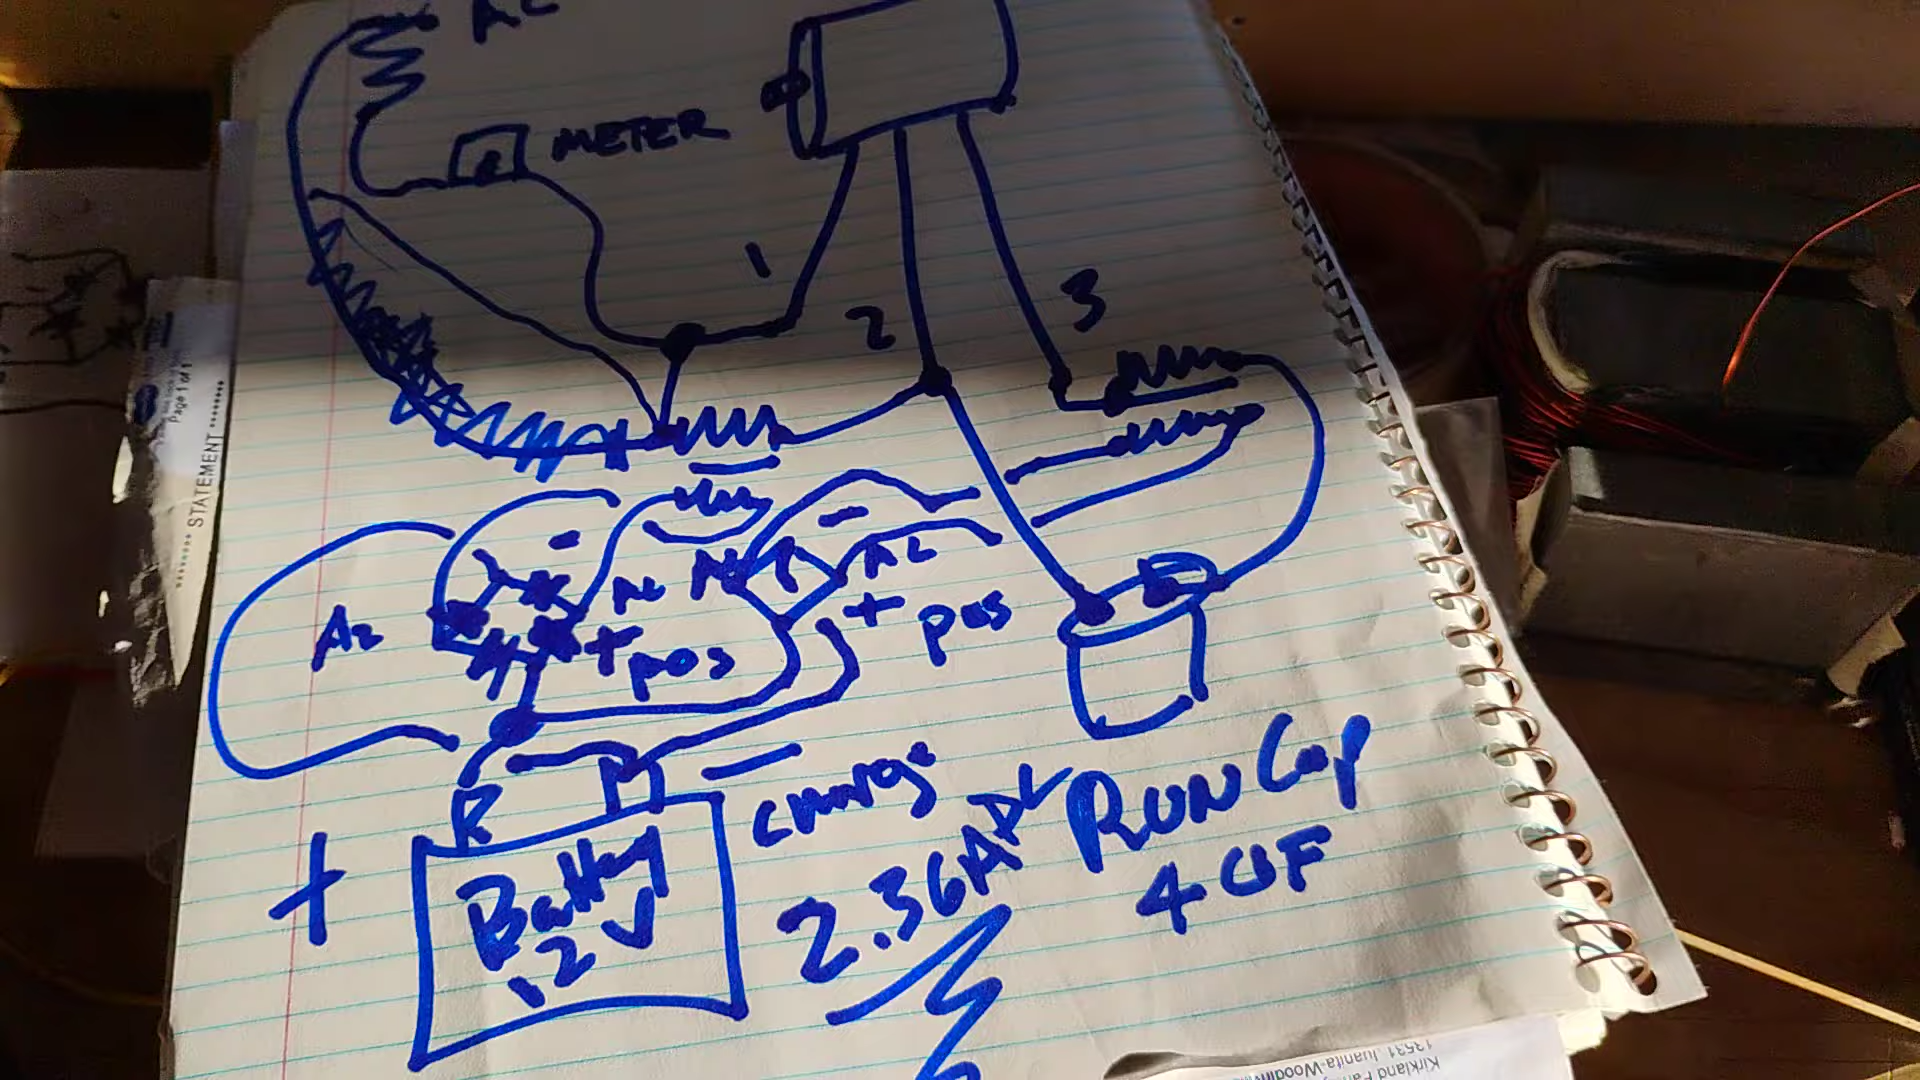 AC
METER
1
2
3
-
-
AC
AC
AC
+ pos
+ pos
+
-
Battery
12V
charge
2.36A
RUN Cap
4 UF
STATEMENT
Page 1 of 1